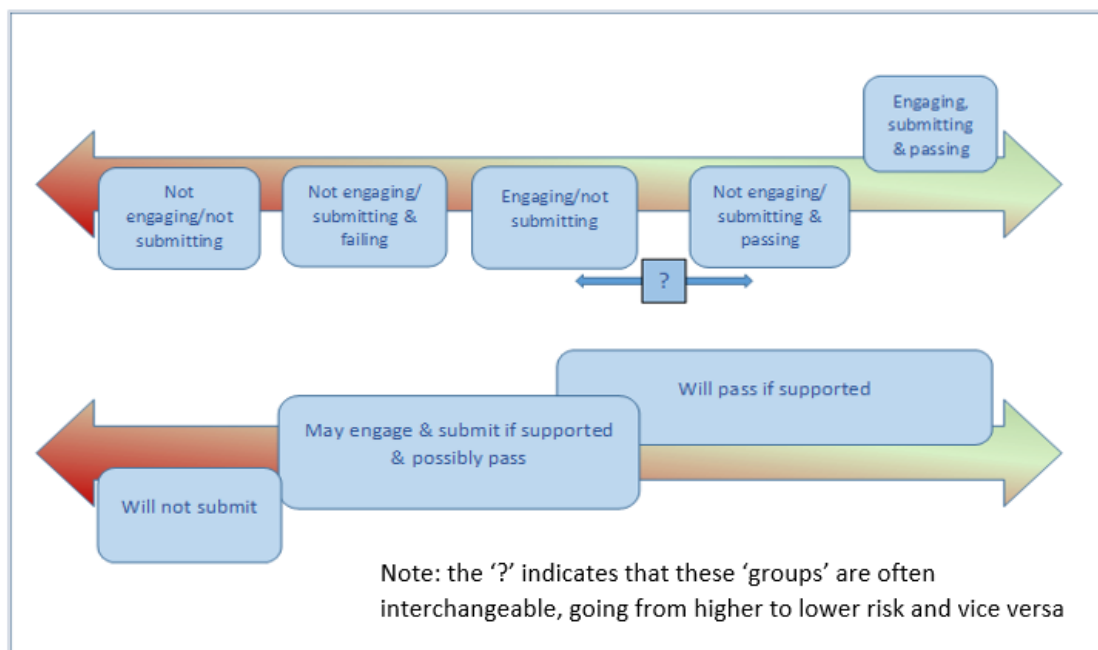 Engaging,
submitting
& passing
Not
engaging/not
submitting
Not engaging/
submitting &
failing
Engaging/not
submitting
Not engaging/
submitting &
passing
?
Will pass if supported
May engage & submit if supported
& possibly pass
Will not submit
Note: the ‘?’ indicates that these ‘groups’ are often
interchangeable, going from higher to lower risk and vice versa